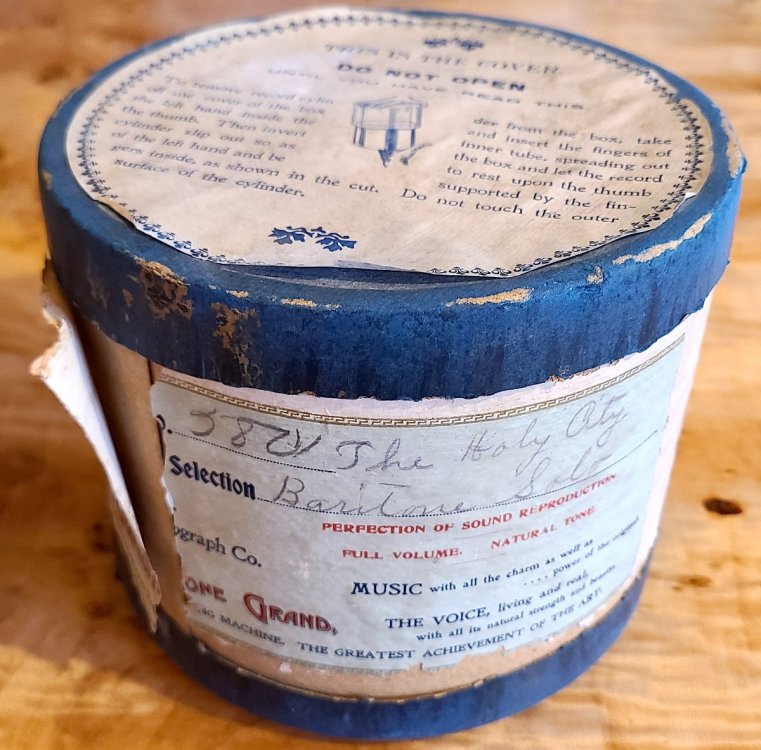 THIS IS THE COVER
DO NOT OPEN
UNTIL YOU HAVE READ THIS
To remove record cylin
der from the box, take
off the cover of the box
and insert the fingers of
the left hand inside the
inner tube, spreading out
the thumb. Then invert
the box and let the record
cylinder slip out so as
to rest upon the thumb
of the left hand and be
supported by the fin-
gers inside, as shown in the cut. Do not touch the outer
surface of the cylinder.
The Holy City
Selection Baritone Solo
PERFECTION OF SOUND REPRODUCTION
FULL VOLUME. NATURAL TONE.
ograph Co.
MUSIC with all the charm as well as
.... power of the original
ONE GRAND,
THE VOICE, living and real,
with all its natural strength and beauties
NG MACHINE. THE GREATEST ACHIEVEMENT OF THE ART.